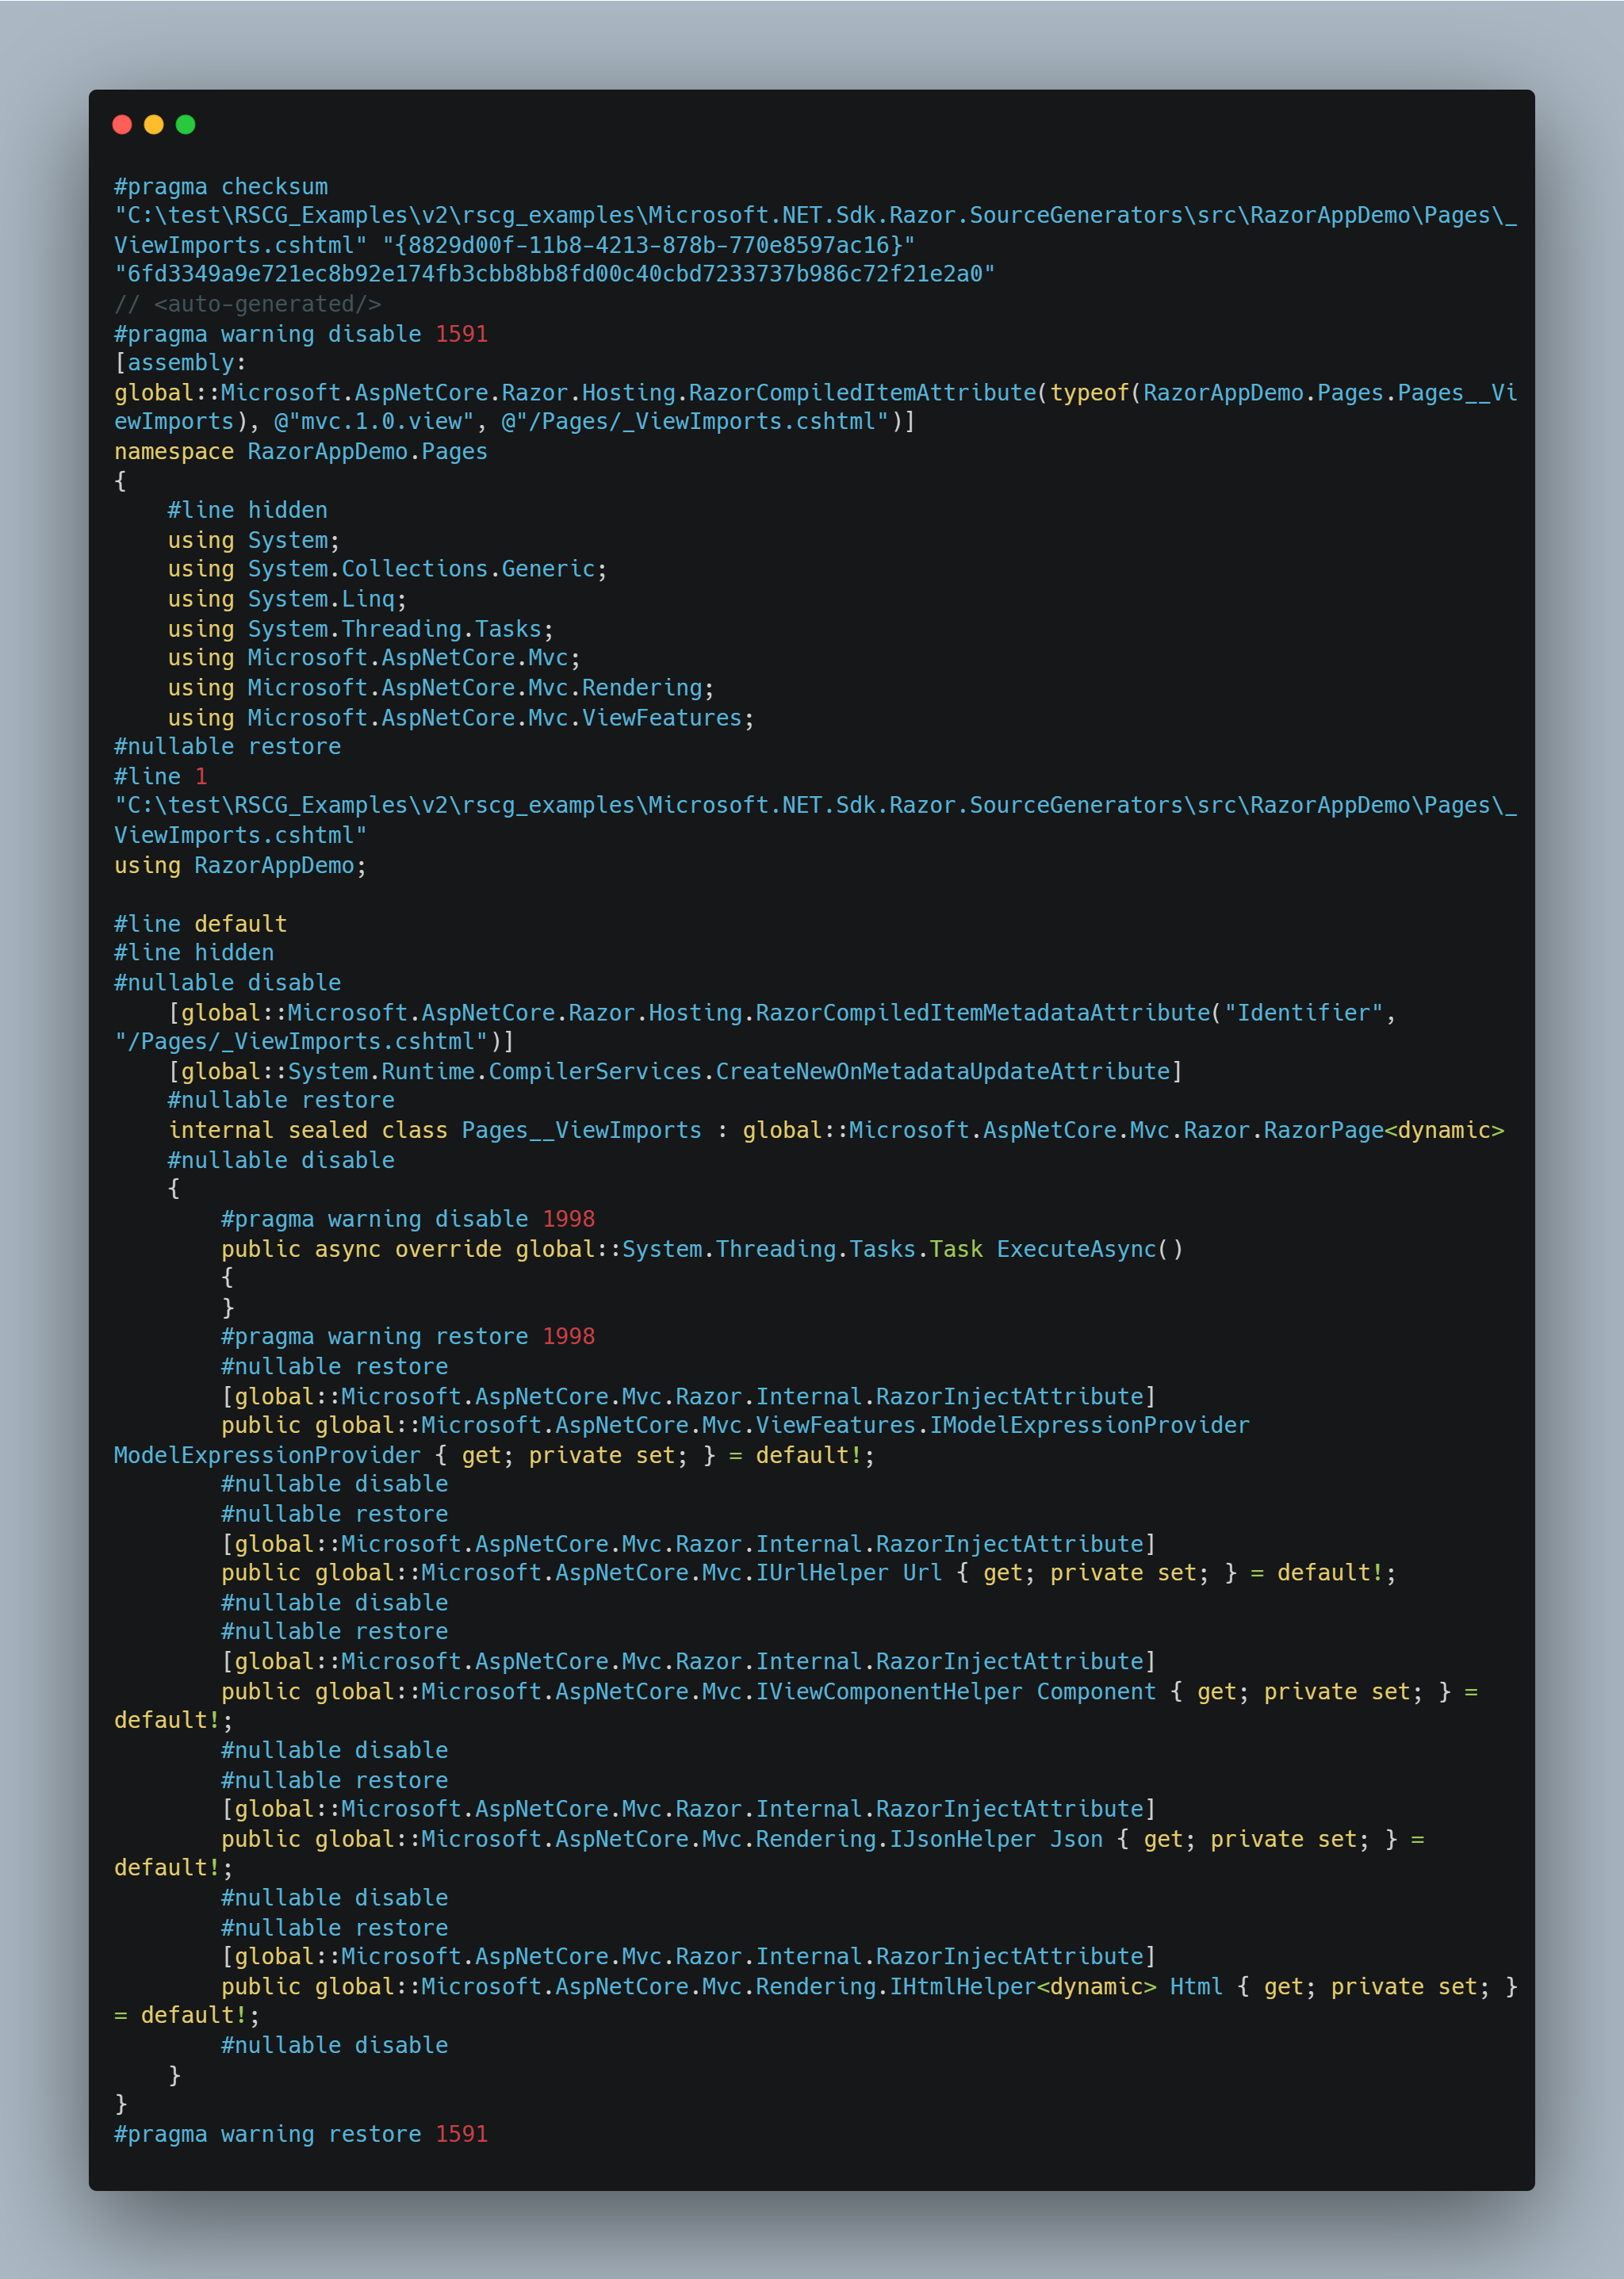 #pragma checksum
"C:\test\RSCG_Examples\v2\rscg_examples\Microsoft.NET.Sdk.Razor.SourceGenerators\src\RazorAppDemo\Pages\_
ViewImports.cshtml" "{8829d00f-11b8-4213-878b-770e8597ac16}"
"6fd3349a9e721ec8b92e174fb3cbb8bb8fd00c40cbd7233737b986c72f21e2a0"
// <auto-generated/>
#pragma warning disable 1591
[assembly:
global::Microsoft.AspNetCore.Razor.Hosting.RazorCompiledItemAttribute(typeof(RazorAppDemo.Pages.Pages__Vi
ewImports), @"mvc.1.0.view", @"/Pages/_ViewImports.cshtml")]
namespace RazorAppDemo.Pages
{
    #line hidden
    using System;
    using System.Collections.Generic;
    using System.Linq;
    using System.Threading.Tasks;
    using Microsoft.AspNetCore.Mvc;
    using Microsoft.AspNetCore.Mvc.Rendering;
    using Microsoft.AspNetCore.Mvc.ViewFeatures;
#nullable restore
#line 1
"C:\test\RSCG_Examples\v2\rscg_examples\Microsoft.NET.Sdk.Razor.SourceGenerators\src\RazorAppDemo\Pages\_
ViewImports.cshtml"
using RazorAppDemo;

#line default
#line hidden
#nullable disable
    [global::Microsoft.AspNetCore.Razor.Hosting.RazorCompiledItemMetadataAttribute("Identifier",
"/Pages/_ViewImports.cshtml")]
    [global::System.Runtime.CompilerServices.CreateNewOnMetadataUpdateAttribute]
    #nullable restore
    internal sealed class Pages__ViewImports : global::Microsoft.AspNetCore.Mvc.Razor.RazorPage<dynamic>
    #nullable disable
    {
        #pragma warning disable 1998
        public async override global::System.Threading.Tasks.Task ExecuteAsync()
        {
        }
        #pragma warning restore 1998
        #nullable restore
        [global::Microsoft.AspNetCore.Mvc.Razor.Internal.RazorInjectAttribute]
        public global::Microsoft.AspNetCore.Mvc.ViewFeatures.IModelExpressionProvider
ModelExpressionProvider { get; private set; } = default!;
        #nullable disable
        #nullable restore
        [global::Microsoft.AspNetCore.Mvc.Razor.Internal.RazorInjectAttribute]
        public global::Microsoft.AspNetCore.Mvc.IUrlHelper Url { get; private set; } = default!;
        #nullable disable
        #nullable restore
        [global::Microsoft.AspNetCore.Mvc.Razor.Internal.RazorInjectAttribute]
        public global::Microsoft.AspNetCore.Mvc.IViewComponentHelper Component { get; private set; } =
default!;
        #nullable disable
        #nullable restore
        [global::Microsoft.AspNetCore.Mvc.Razor.Internal.RazorInjectAttribute]
        public global::Microsoft.AspNetCore.Mvc.Rendering.IJsonHelper Json { get; private set; } =
default!;
        #nullable disable
        #nullable restore
        [global::Microsoft.AspNetCore.Mvc.Razor.Internal.RazorInjectAttribute]
        public global::Microsoft.AspNetCore.Mvc.Rendering.IHtmlHelper<dynamic> Html { get; private set; }
= default!;
        #nullable disable
    }
}
#pragma warning restore 1591